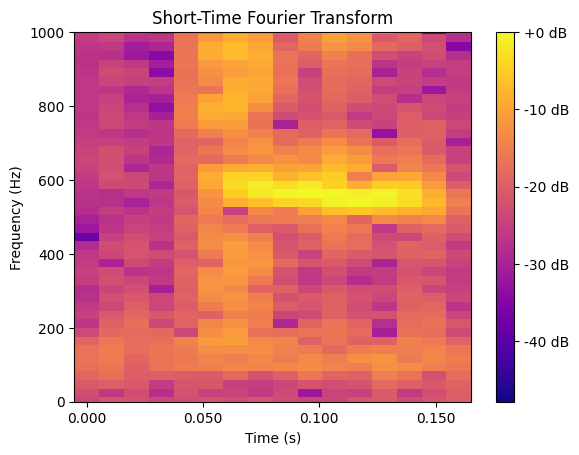 Short-Time Fourier Transform
1000
800
600
400
200
0
Frequency (Hz)
0.000
0.050
0.100
0.150
Time (s)
+0 dB
-10 dB
-20 dB
-30 dB
-40 dB